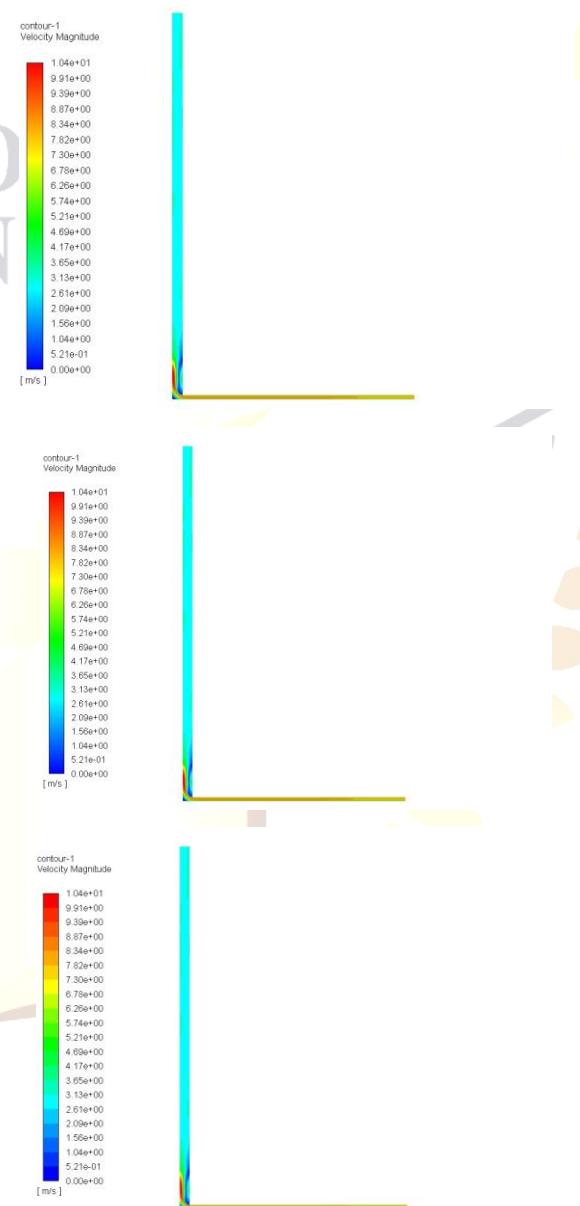 contour-1
Velocity Magnitude
1.04e+01
9.91e+00
9.39e+00
8.87e+00
8.34e+00
7.82e+00
7.30e+00
6.78e+00
6.26e+00
5.74e+00
5.21e+00
4.69e+00
4.17e+00
3.65e+00
3.13e+00
2.61e+00
2.09e+00
1.56e+00
1.04e+00
5.21e-01
0.00e+00
[ m/s ]
contour-1
Velocity Magnitude
1.04e+01
9.91e+00
9.39e+00
8.87e+00
8.34e+00
7.82e+00
7.30e+00
6.78e+00
6.26e+00
5.74e+00
5.21e+00
4.69e+00
4.17e+00
3.65e+00
3.13e+00
2.61e+00
2.09e+00
1.56e+00
1.04e+00
5.21e-01
0.00e+00
[ m/s ]
contour-1
Velocity Magnitude
1.04e+01
9.91e+00
9.39e+00
8.87e+00
8.34e+00
7.82e+00
7.30e+00
6.78e+00
6.26e+00
5.74e+00
5.21e+00
4.69e+00
4.17e+00
3.65e+00
3.13e+00
2.61e+00
2.09e+00
1.56e+00
1.04e+00
5.21e-01
0.00e+00
[ m/s ]